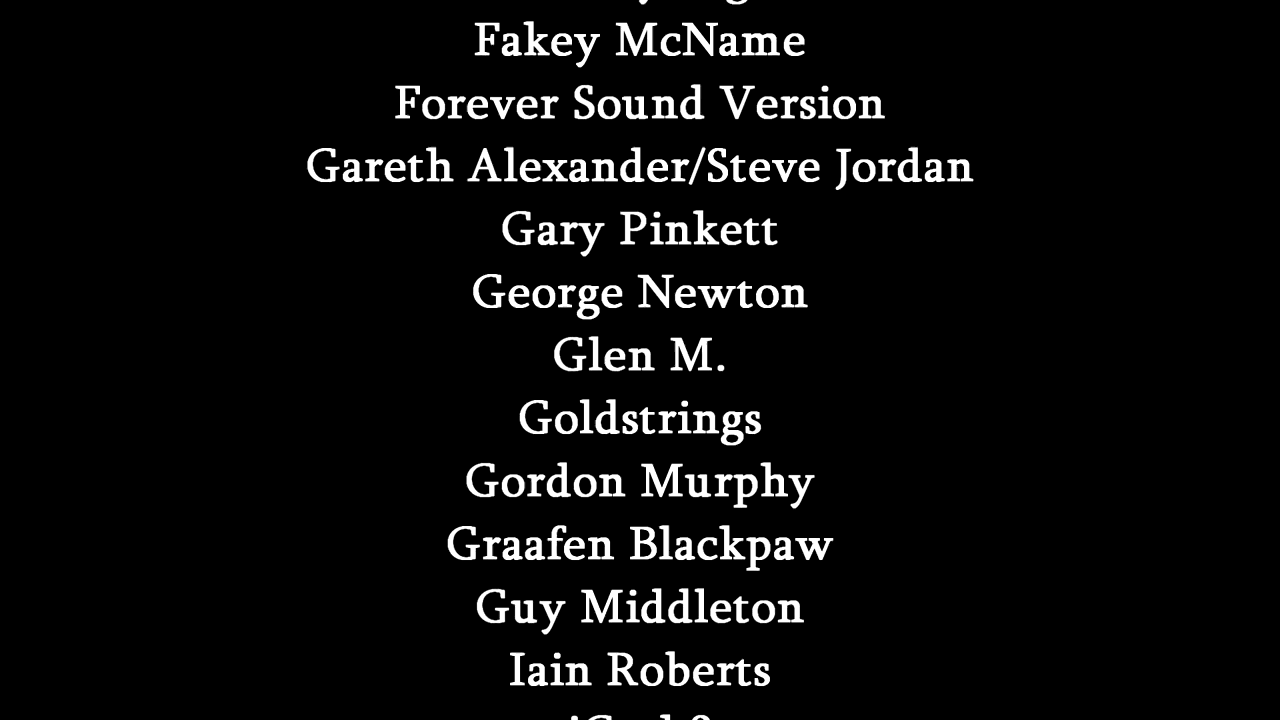 Fakey McName
Forever Sound Version
Gareth Alexander/Steve Jordan
Gary Pinkett
George Newton
Glen M.
Goldstrings
Gordon Murphy
Graafen Blackpaw
Guy Middleton
Iain Roberts